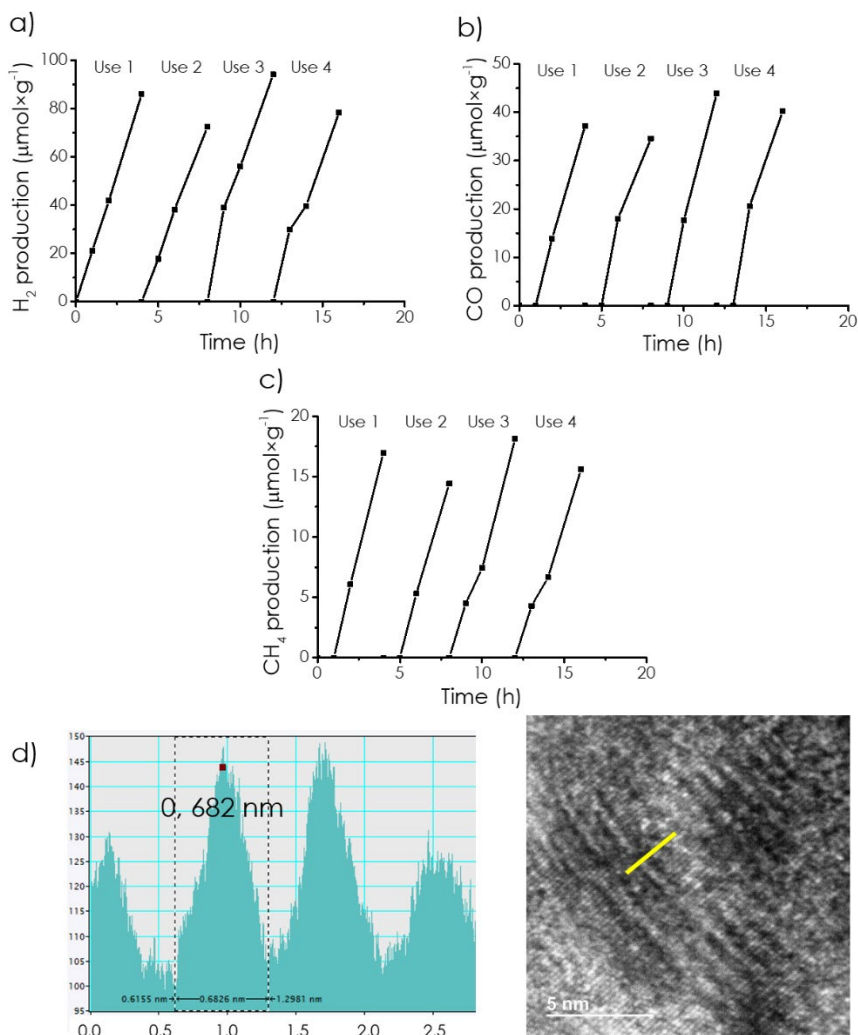 a)
H₂ production (µmol×g⁻¹)
100
80
60
40
20
0
Use 1 Use 2 Use 3 Use 4
0 5 10 15 20
Time (h)
b)
CO production (µmol×g⁻¹)
50
40
30
20
10
0
Use 1 Use 2 Use 3 Use 4
0 5 10 15 20
Time (h)
c)
CH₄ production (µmol×g⁻¹)
20
15
10
5
0
Use 1 Use 2 Use 3 Use 4
0 5 10 15 20
Time (h)
d)
150
145
140
135
130
125
120
115
110
105
100
95
0, 682 nm
0.6155 nm 0.6826 nm 1.2981 nm
0.0 0.5 1.0 1.5 2.0 2.5
5 nm